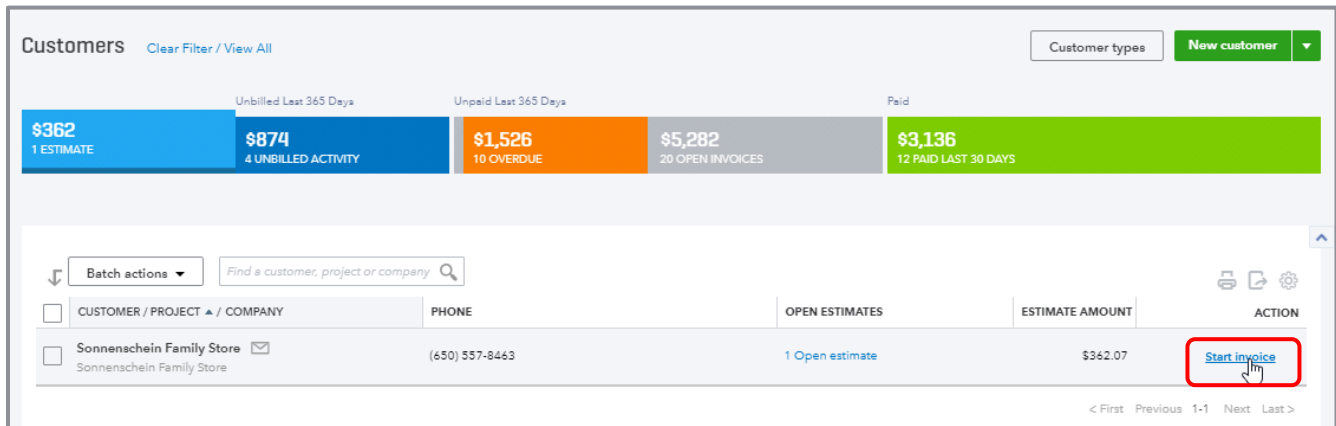 Customers Clear Filter / View All Customer types New customer
Unbilled Last 365 Days Unpaid Last 365 Days Paid
$362 $874 $1,526 $5,282 $3,136
1 ESTIMATE 4 UNBILLED ACTIVITY 10 OVERDUE 20 OPEN INVOICES 12 PAID LAST 30 DAYS
Batch actions Find a customer, project or company
CUSTOMER / PROJECT / COMPANY PHONE OPEN ESTIMATES ESTIMATE AMOUNT ACTION
Sonnenschein Family Store (650) 557-8463 1 Open estimate $362.07 Start invoice
Sonnenschein Family Store
< First Previous 1-1 Next Last >